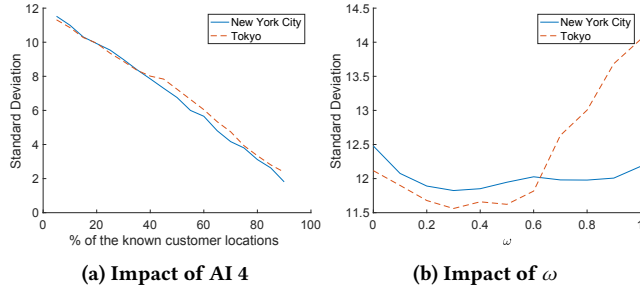 12
10
8
6
4
2
0
Standard Deviation
New York City
Tokyo
0 20 40 60 80 100
% of the known customer locations
(a) Impact of AI 4
14
13.5
13
12.5
12
11.5
Standard Deviation
New York City
Tokyo
0 0.2 0.4 0.6 0.8 1
ω
(b) Impact of ω